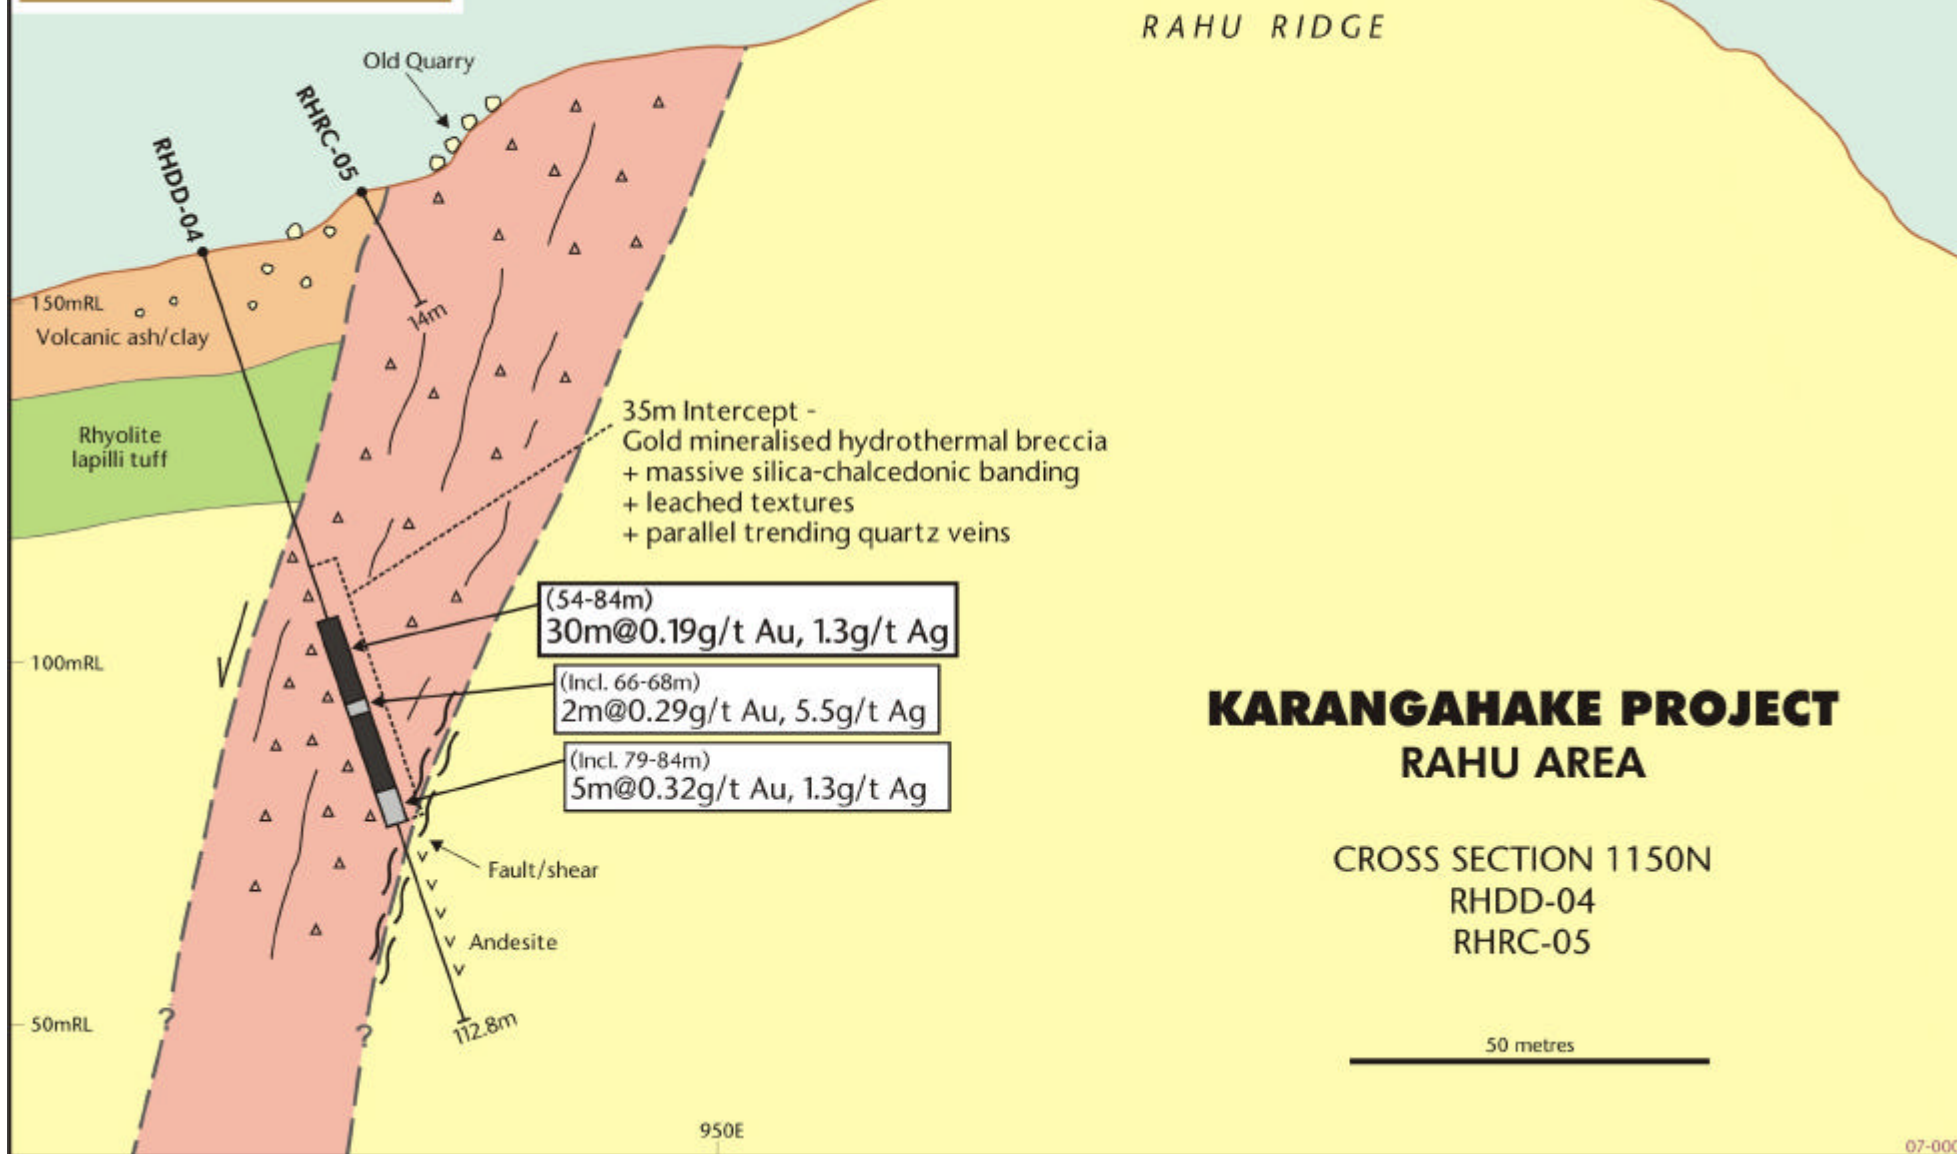 RAHU RIDGE
Old Quarry
RHRC-05
RHDD-04
150mRL
Volcanic ash/clay
14m
Rhyolite
lapilli tuff
35m Intercept -
Gold mineralised hydrothermal breccia
+ massive silica-chalcedonic banding
+ leached textures
+ parallel trending quartz veins
(54-84m)
30m@0.19g/t Au, 1.3g/t Ag
100mRL
(Incl. 66-68m)
2m@0.29g/t Au, 5.5g/t Ag
(Incl. 79-84m)
5m@0.32g/t Au, 1.3g/t Ag
KARANGAHAKE PROJECT
RAHU AREA
Fault/shear
CROSS SECTION 1150N
RHDD-04
RHRC-05
Andesite
?
?
50mRL
112.8m
50 metres
950E